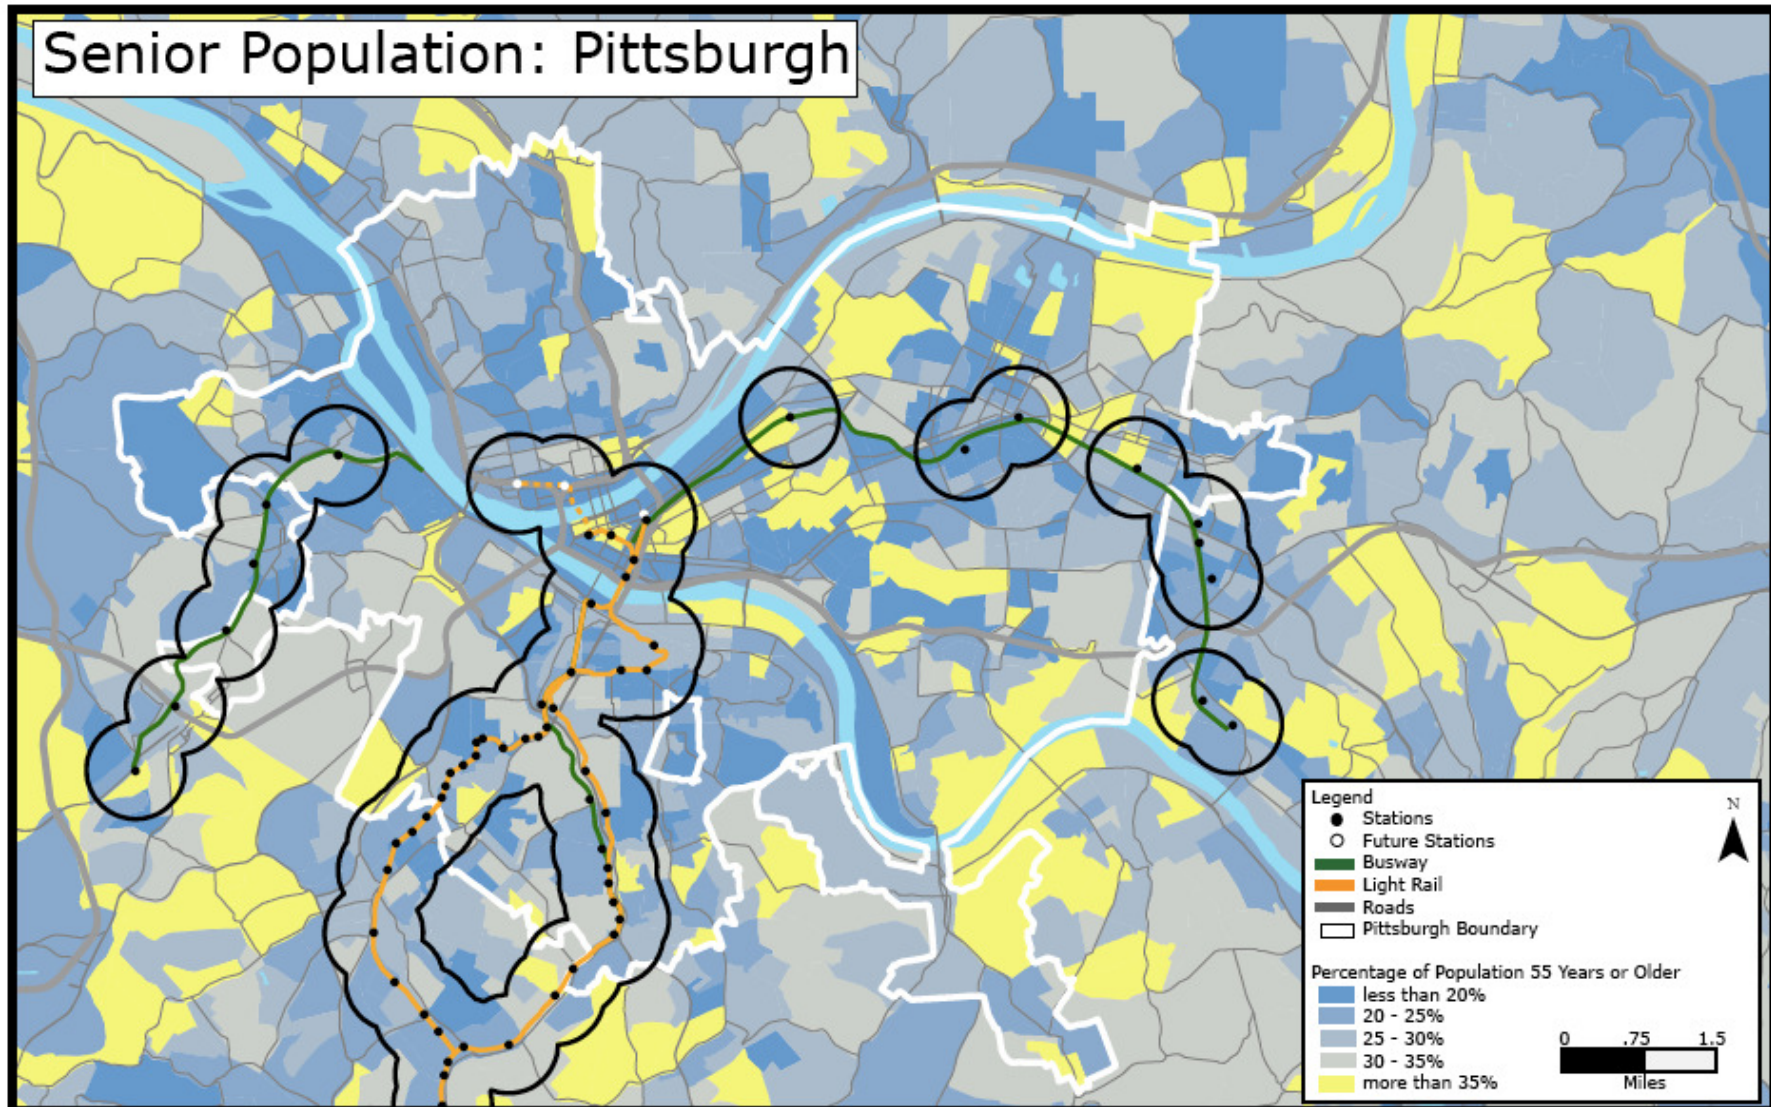 Senior Population: Pittsburgh
Legend
Stations
Future Stations
Busway
Light Rail
Roads
Pittsburgh Boundary
N
Percentage of Population 55 Years or Older
less than 20%
20 - 25%
25 - 30%
30 - 35%
more than 35%
0 .75 1.5
Miles